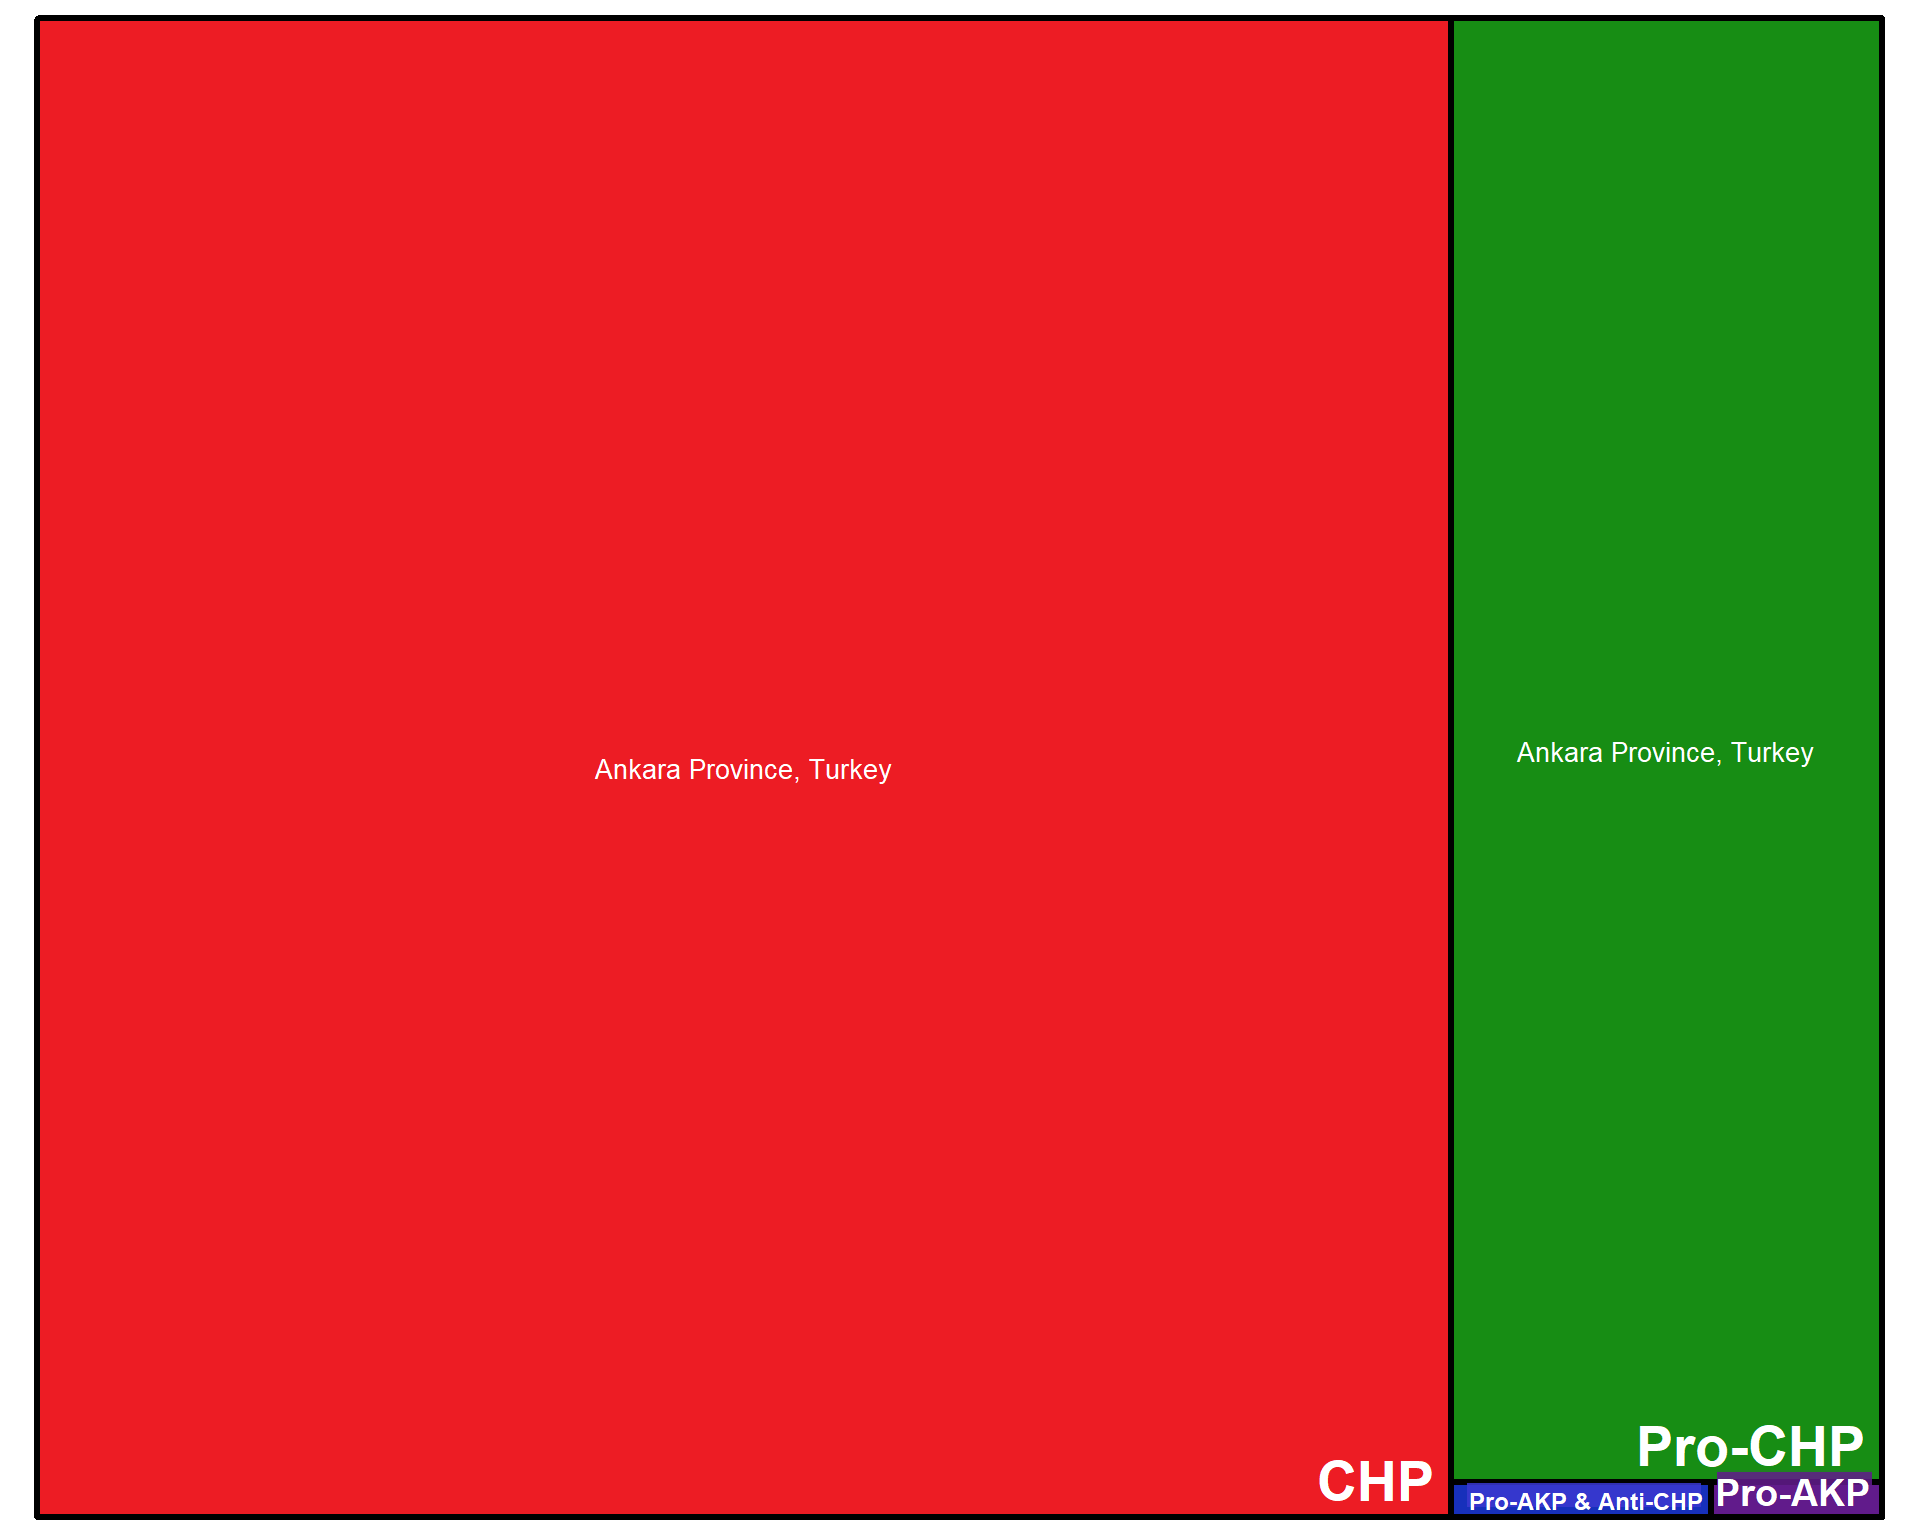 Ankara Province, Turkey
CHP
Ankara Province, Turkey
Pro-CHP
Pro-AKP & Anti-CHP
Pro-AKP